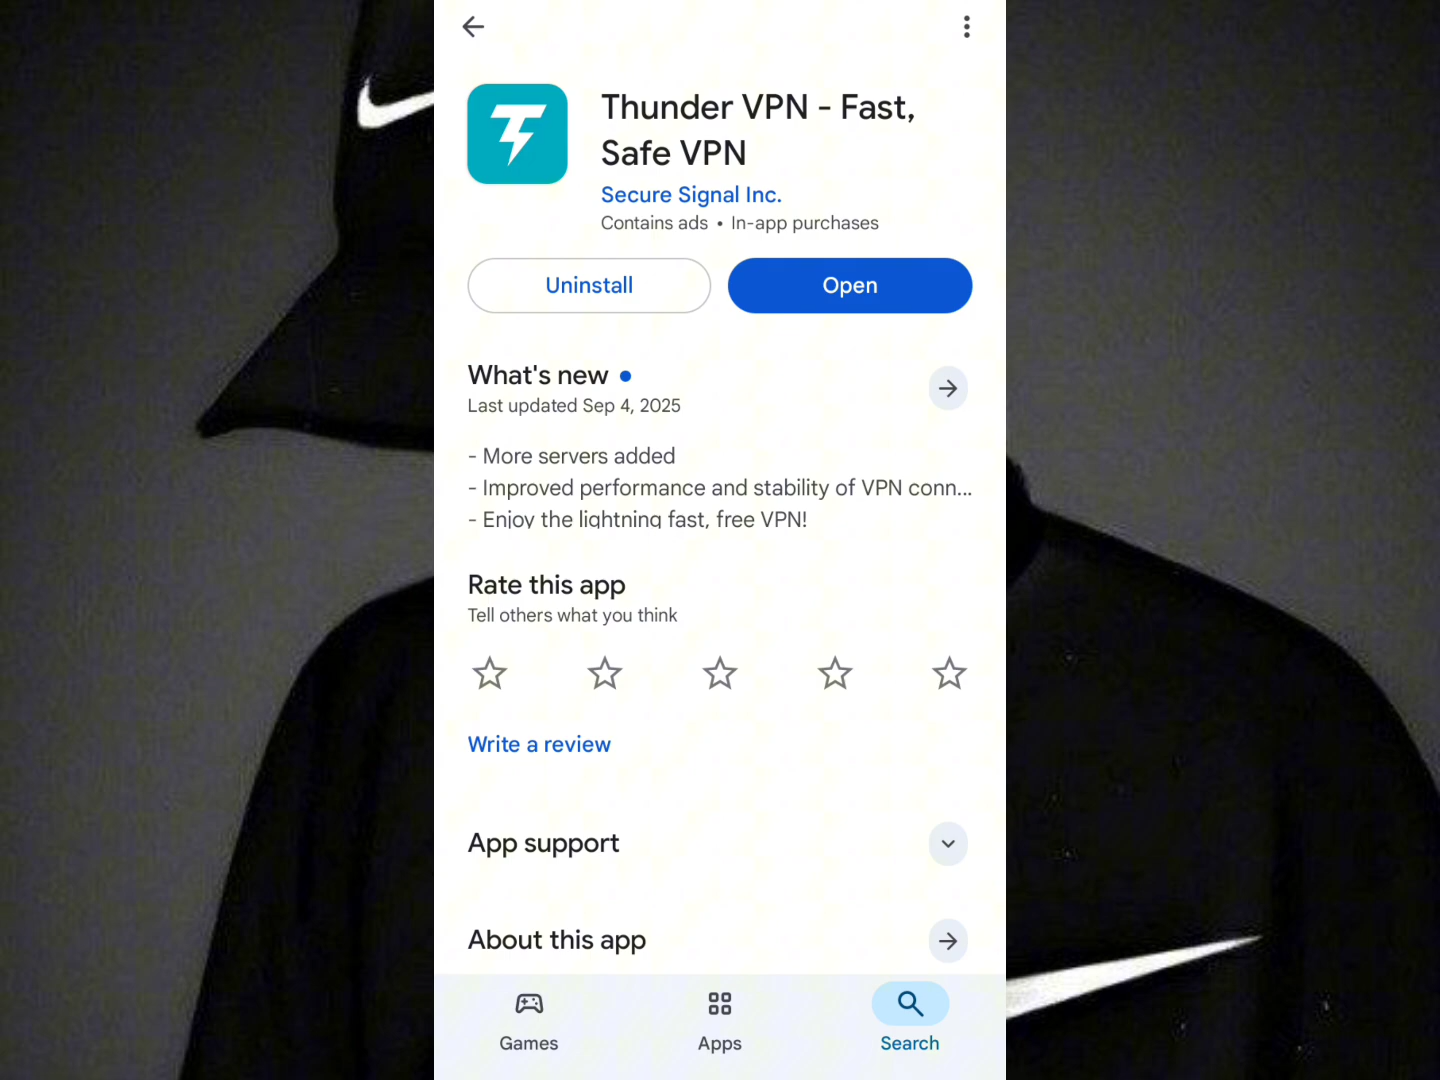 Thunder VPN - Fast,
Safe VPN
Secure Signal Inc.
Contains ads • In-app purchases
Uninstall
Open
What's new
Last updated Sep 4, 2025
- More servers added
- Improved performance and stability of VPN conn...
- Enjoy the lightning fast, free VPN!
Rate this app
Tell others what you think
Write a review
App support
About this app
Games
Apps
Search